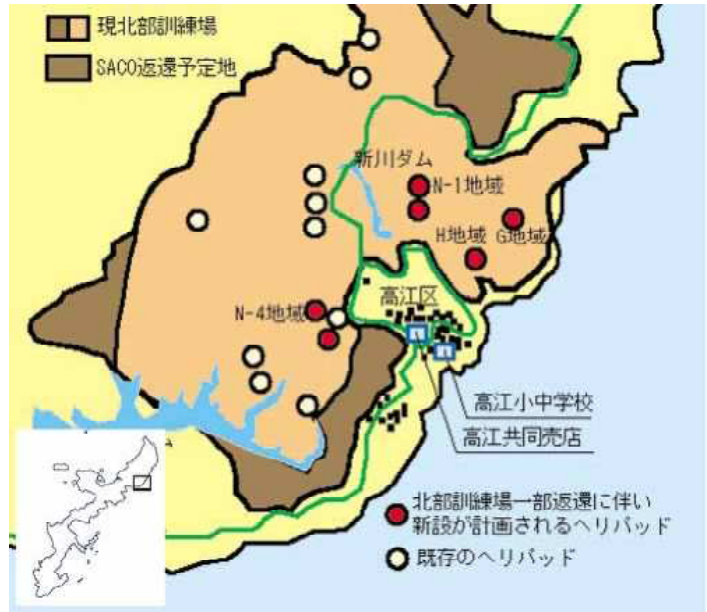 現北部訓練場
SACO返還予定地
新川ダム
N-1地域
H地域
G地域
高江区
N-4地域
高江小中学校
高江共同売店
北部訓練場一部返還に伴い
新設が計画されるヘリパッド
既存のヘリパッド